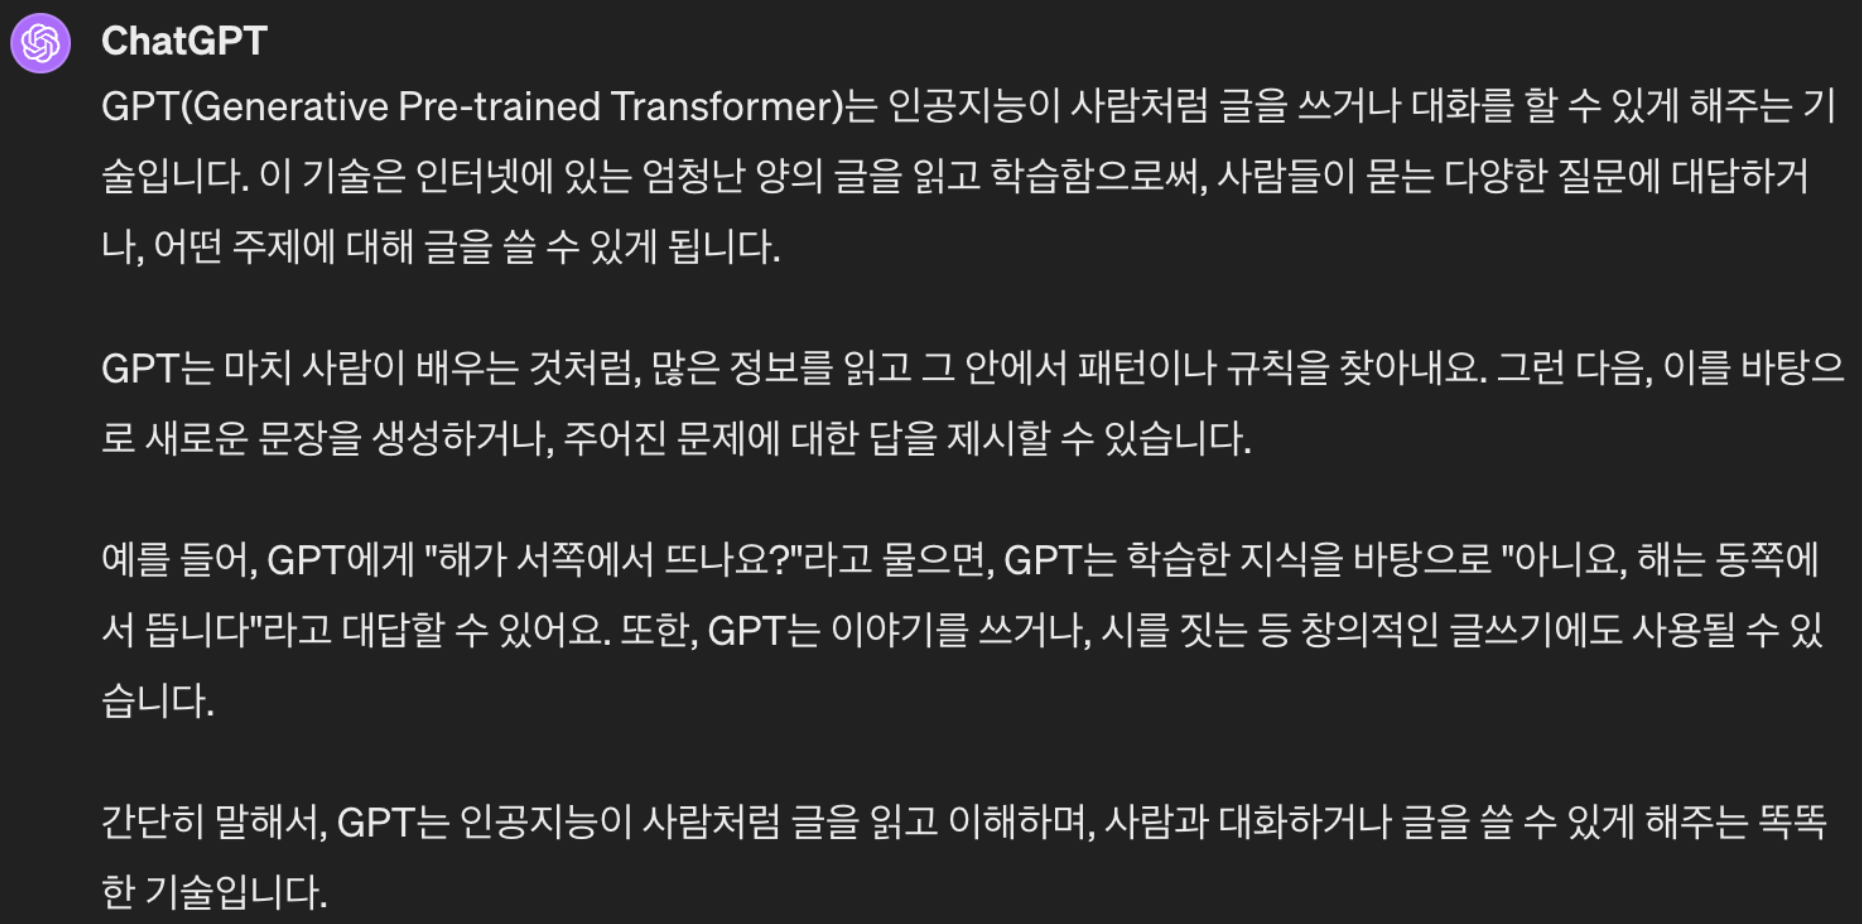 ChatGPT
GPT(Generative Pre-trained Transformer)는 인공지능이 사람처럼 글을 쓰거나 대화를 할 수 있게 해주는 기
술입니다. 이 기술은 인터넷에 있는 엄청난 양의 글을 읽고 학습함으로써, 사람들이 묻는 다양한 질문에 대답하거
나, 어떤 주제에 대해 글을 쓸 수 있게 됩니다.
GPT는 마치 사람이 배우는 것처럼, 많은 정보를 읽고 그 안에서 패턴이나 규칙을 찾아내요. 그런 다음, 이를 바탕으
로 새로운 문장을 생성하거나, 주어진 문제에 대한 답을 제시할 수 있습니다.
예를 들어, GPT에게 "해가 서쪽에서 뜨나요?"라고 물으면, GPT는 학습한 지식을 바탕으로 "아니요, 해는 동쪽에
서 뜹니다"라고 대답할 수 있어요. 또한, GPT는 이야기를 쓰거나, 시를 짓는 등 창의적인 글쓰기에도 사용될 수 있
습니다.
간단히 말해서, GPT는 인공지능이 사람처럼 글을 읽고 이해하며, 사람과 대화하거나 글을 쓸 수 있게 해주는 똑똑
한 기술입니다.